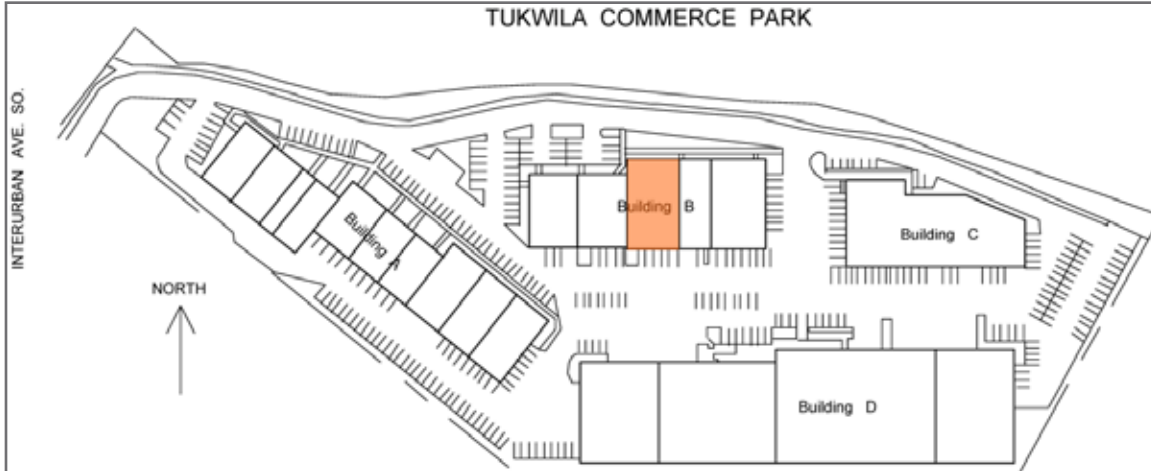 TUKWILA COMMERCE PARK
INTERURBAN AVE. SO.
NORTH
Building A
Building B
Building C
Building D